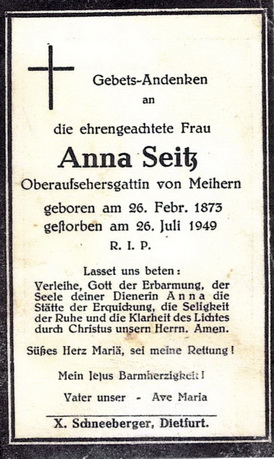 Gebets-Andenken
an
die ehrengeachtete Frau
Anna Seitz
Oberaufsehersgattin von Meihern
geboren am 26. Febr. 1873
gestorben am 26. Juli 1949
R. I. P.
Lasset uns beten:
Verleihe, Gott der Erbarmung, der
Seele deiner Dienerin Anna die
Stätte der Erquickung, die Seligkeit
der Ruhe und die Klarheit des Lichtes
durch Christus unsern Herrn. Amen.
Süßes Herz Mariä, sei meine Rettung!
Mein Jesus Barmherzigkeit!
Vater unser - Ave Maria
X. Schneeberger, Dietfurt.